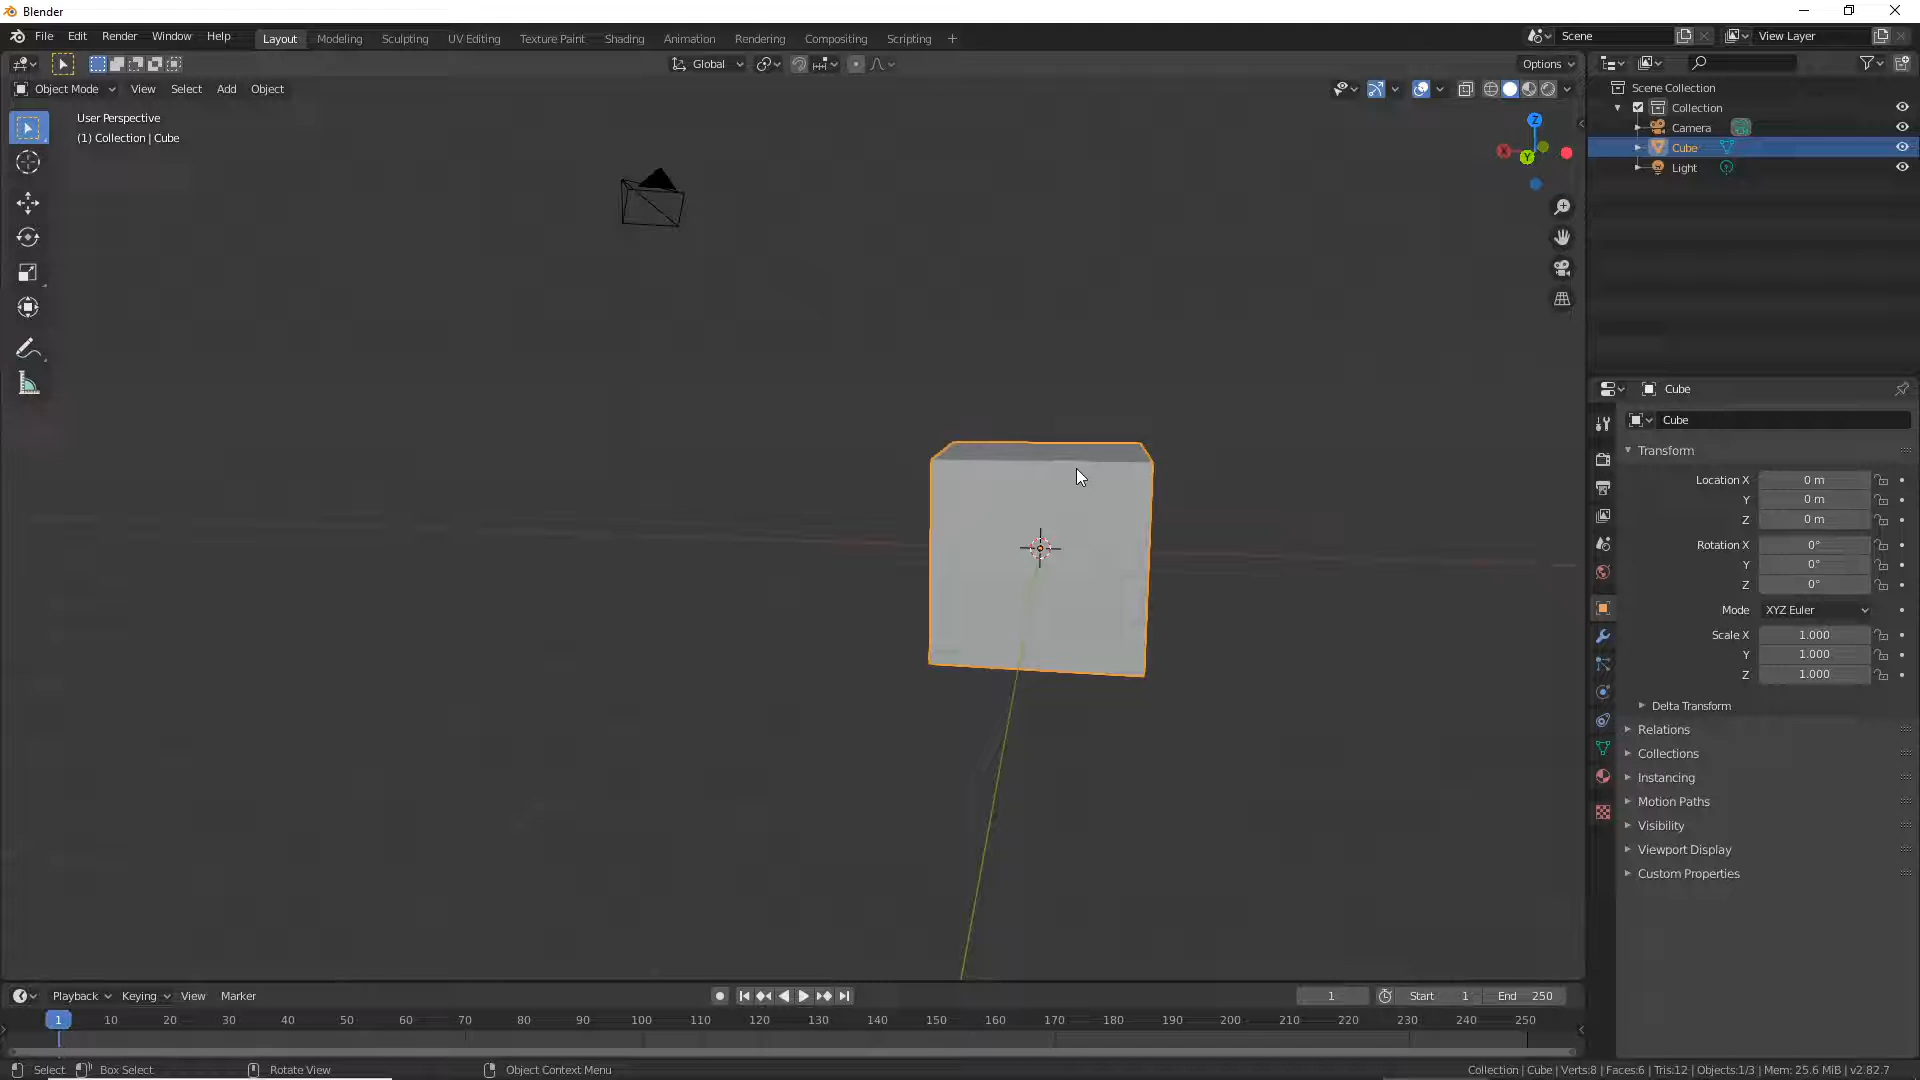 Blender
File Edit Render Window Help Layout Modeling Sculpting UV Editing Texture Paint Shading Animation Rendering Compositing Scripting + Scene View Layer
Global Options
Object Mode View Select Add Object
User Perspective
(1) Collection | Cube
Z
X
Y
Scene Collection
Collection
Camera
Cube
Light
Cube
Cube
Transform
Location X 0 m
Y 0 m
Z 0 m
Rotation X 0°
Y 0°
Z 0°
Mode XYZ Euler
Scale X 1.000
Y 1.000
Z 1.000
Delta Transform
Relations
Collections
Instancing
Motion Paths
Visibility
Viewport Display
Custom Properties
Playback Keying View Marker 1 Start 1 End 250
1 10 20 30 40 50 60 70 80 90 100 110 120 130 140 150 160 170 180 190 200 210 220 230 240 250
Select Box Select Rotate View Object Context Menu Collection | Cube | Verts:8 | Faces:6 | Tris:12 | Objects:1/3 | Mem: 25.6 MiB | v2.82.7